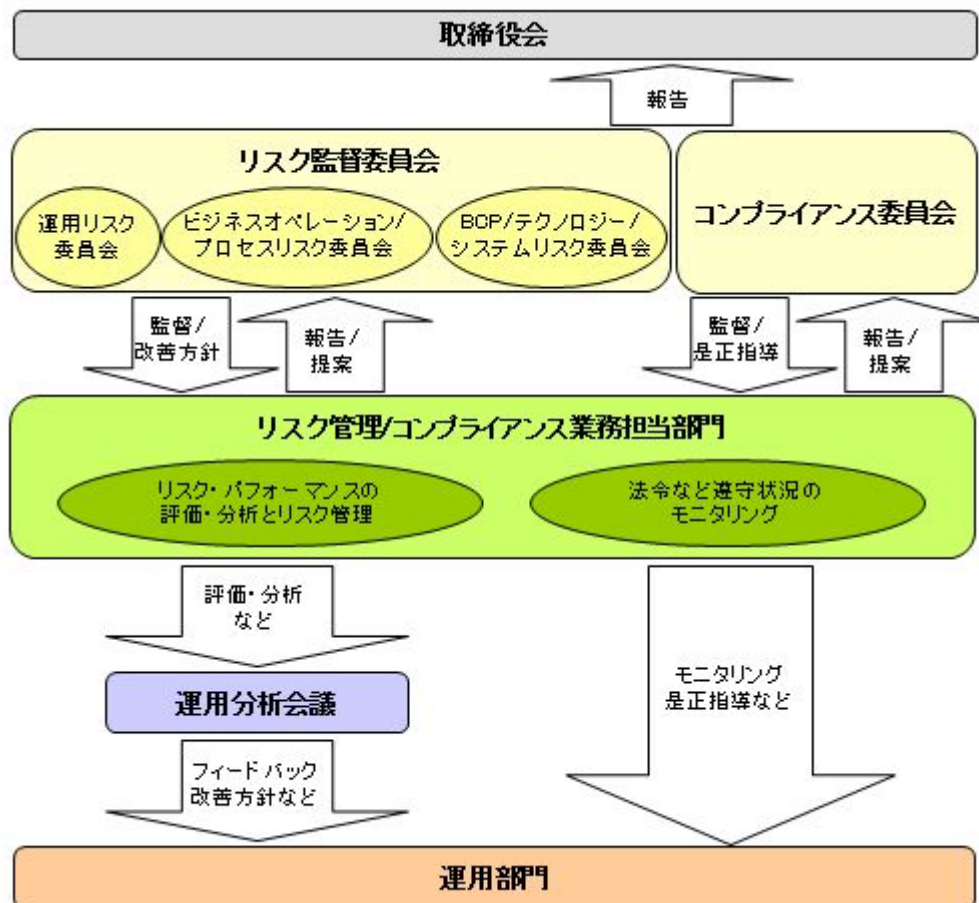 取締役会
報告
リスク監督委員会
運用リスク
委員会
ビジネスオペレーション/
プロセスリスク委員会
BCP/テクノロジー/
システムリスク委員会
コンプライアンス委員会
監督/
改善方針
報告/
提案
監督/
是正指導
報告/
提案
リスク管理/コンプライアンス業務担当部門
リスク・パフォーマンスの
評価・分析とリスク管理
法令など遵守状況の
モニタリング
評価・分析
など
運用分析会議
モニタリング
是正指導など
フィードバック
改善方針など
運用部門